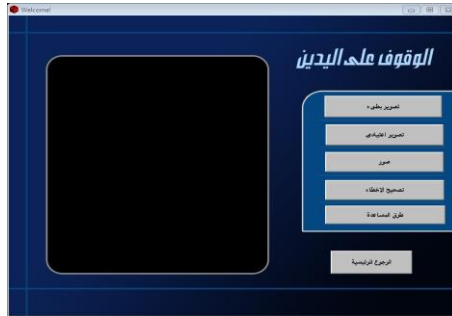 Welcome!
الوقوف على اليدين
تصوير بطيء
تصوير اعتيادي
صور
تصحيح الاخطاء
طرق المساعدة
الرجوع للرئيسية